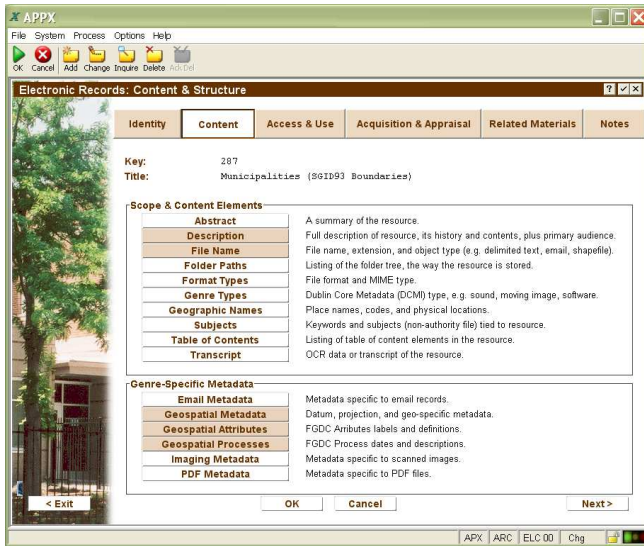 X APPX
File System Process Options Help
OK Cancel Add Change Inquire Delete AckDel
Electronic Records: Content & Structure ?
Identity Content Access & Use Acquisition & Appraisal Related Materials Notes
Key: 287
Title: Municipalities (SGID93 Boundaries)
Scope & Content Elements
Abstract A summary of the resource.
Description Full description of resource, its history and contents, plus primary audience.
File Name File name, extension, and object type (e.g. delimited text, email, shapefile).
Folder Paths Listing of the folder tree, the way the resource is stored.
Format Types File format and MIME type.
Genre Types Dublin Core Metadata (DCMI) type, e.g. sound, moving image, software.
Geographic Names Place names, codes, and physical locations.
Subjects Keywords and subjects (non-authority file) tied to resource.
Table of Contents Listing of table of content elements in the resource.
Transcript OCR data or transcript of the resource.
Genre-Specific Metadata
Email Metadata Metadata specific to email records.
Geospatial Metadata Datum, projection, and geo-specific metadata.
Geospatial Attributes FGDC Arributes labels and definitions.
Geospatial Processes FGDC Process dates and descriptions.
Imaging Metadata Metadata specific to scanned images.
PDF Metadata Metadata specific to PDF files.
< Exit OK Cancel Next >
APX ARC ELC 00 Chg